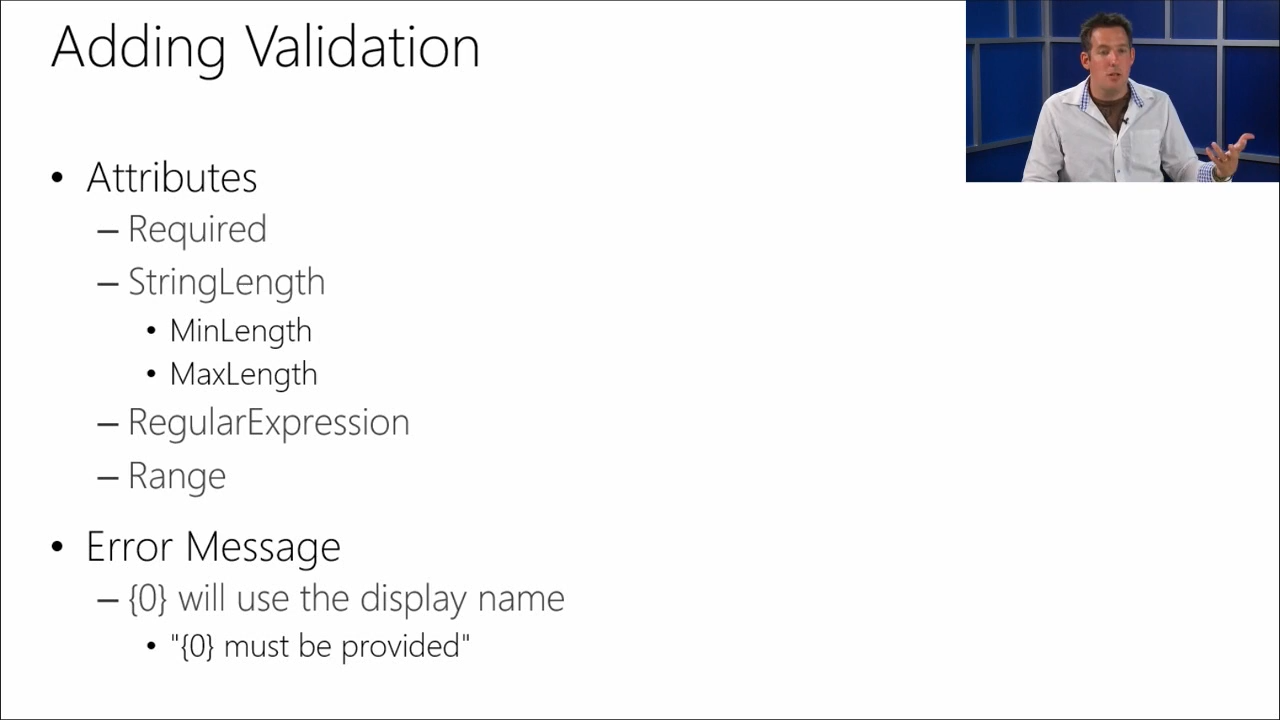 Adding Validation
• Attributes
– Required
– StringLength
• MinLength
• MaxLength
– RegularExpression
– Range
• Error Message
– {0} will use the display name
• "{0} must be provided"